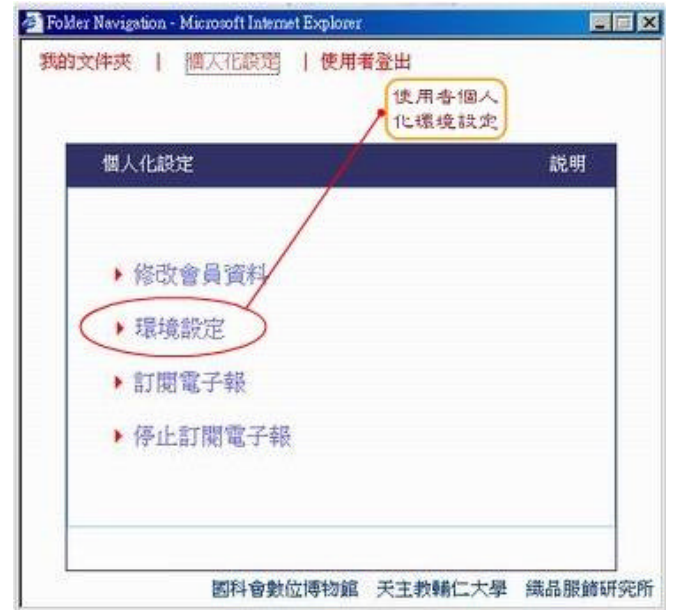 Folder Navigation - Microsoft Internet Explorer
我的文件夾 | 個人化設定 | 使用者登出
使用者個人
化環境設定
個人化設定 說明
修改會員資料
環境設定
訂閱電子報
停止訂閱電子報
國科會數位博物館 天主教輔仁大學 織品服飾研究所